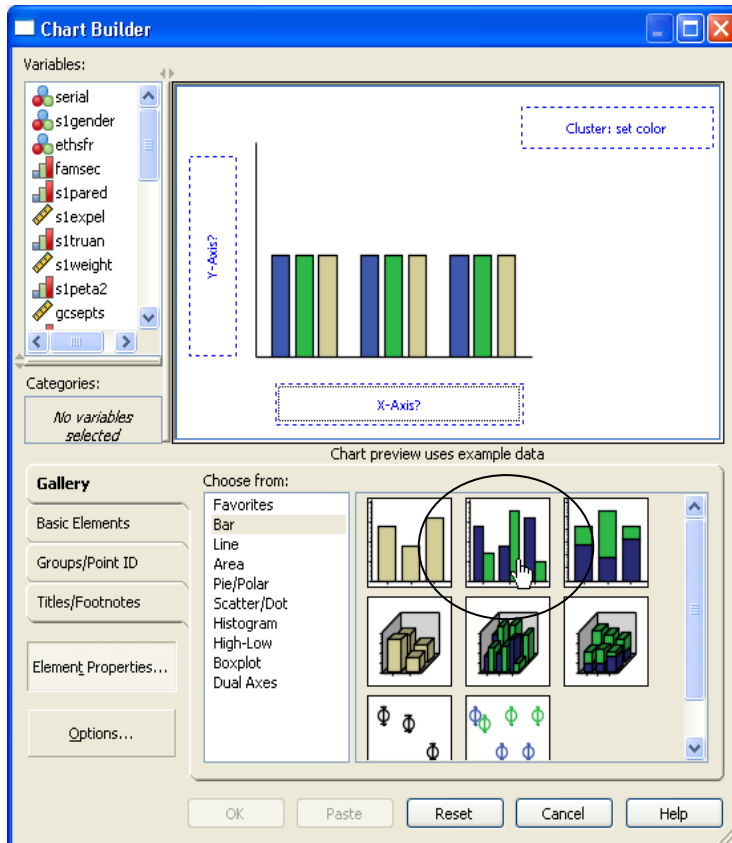 Chart Builder
Variables:
serial
s1gender
ethsfr
famsec
s1pared
s1expel
s1truan
s1weight
s1peta2
gcsepts
Categories:
No variables
selected
Cluster: set color
Y-Axis?
X-Axis?
Chart preview uses example data
Gallery
Basic Elements
Groups/Point ID
Titles/Footnotes
Element Properties...
Options...
Choose from:
Favorites
Bar
Line
Area
Pie/Polar
Scatter/Dot
Histogram
High-Low
Boxplot
Dual Axes
OK
Paste
Reset
Cancel
Help